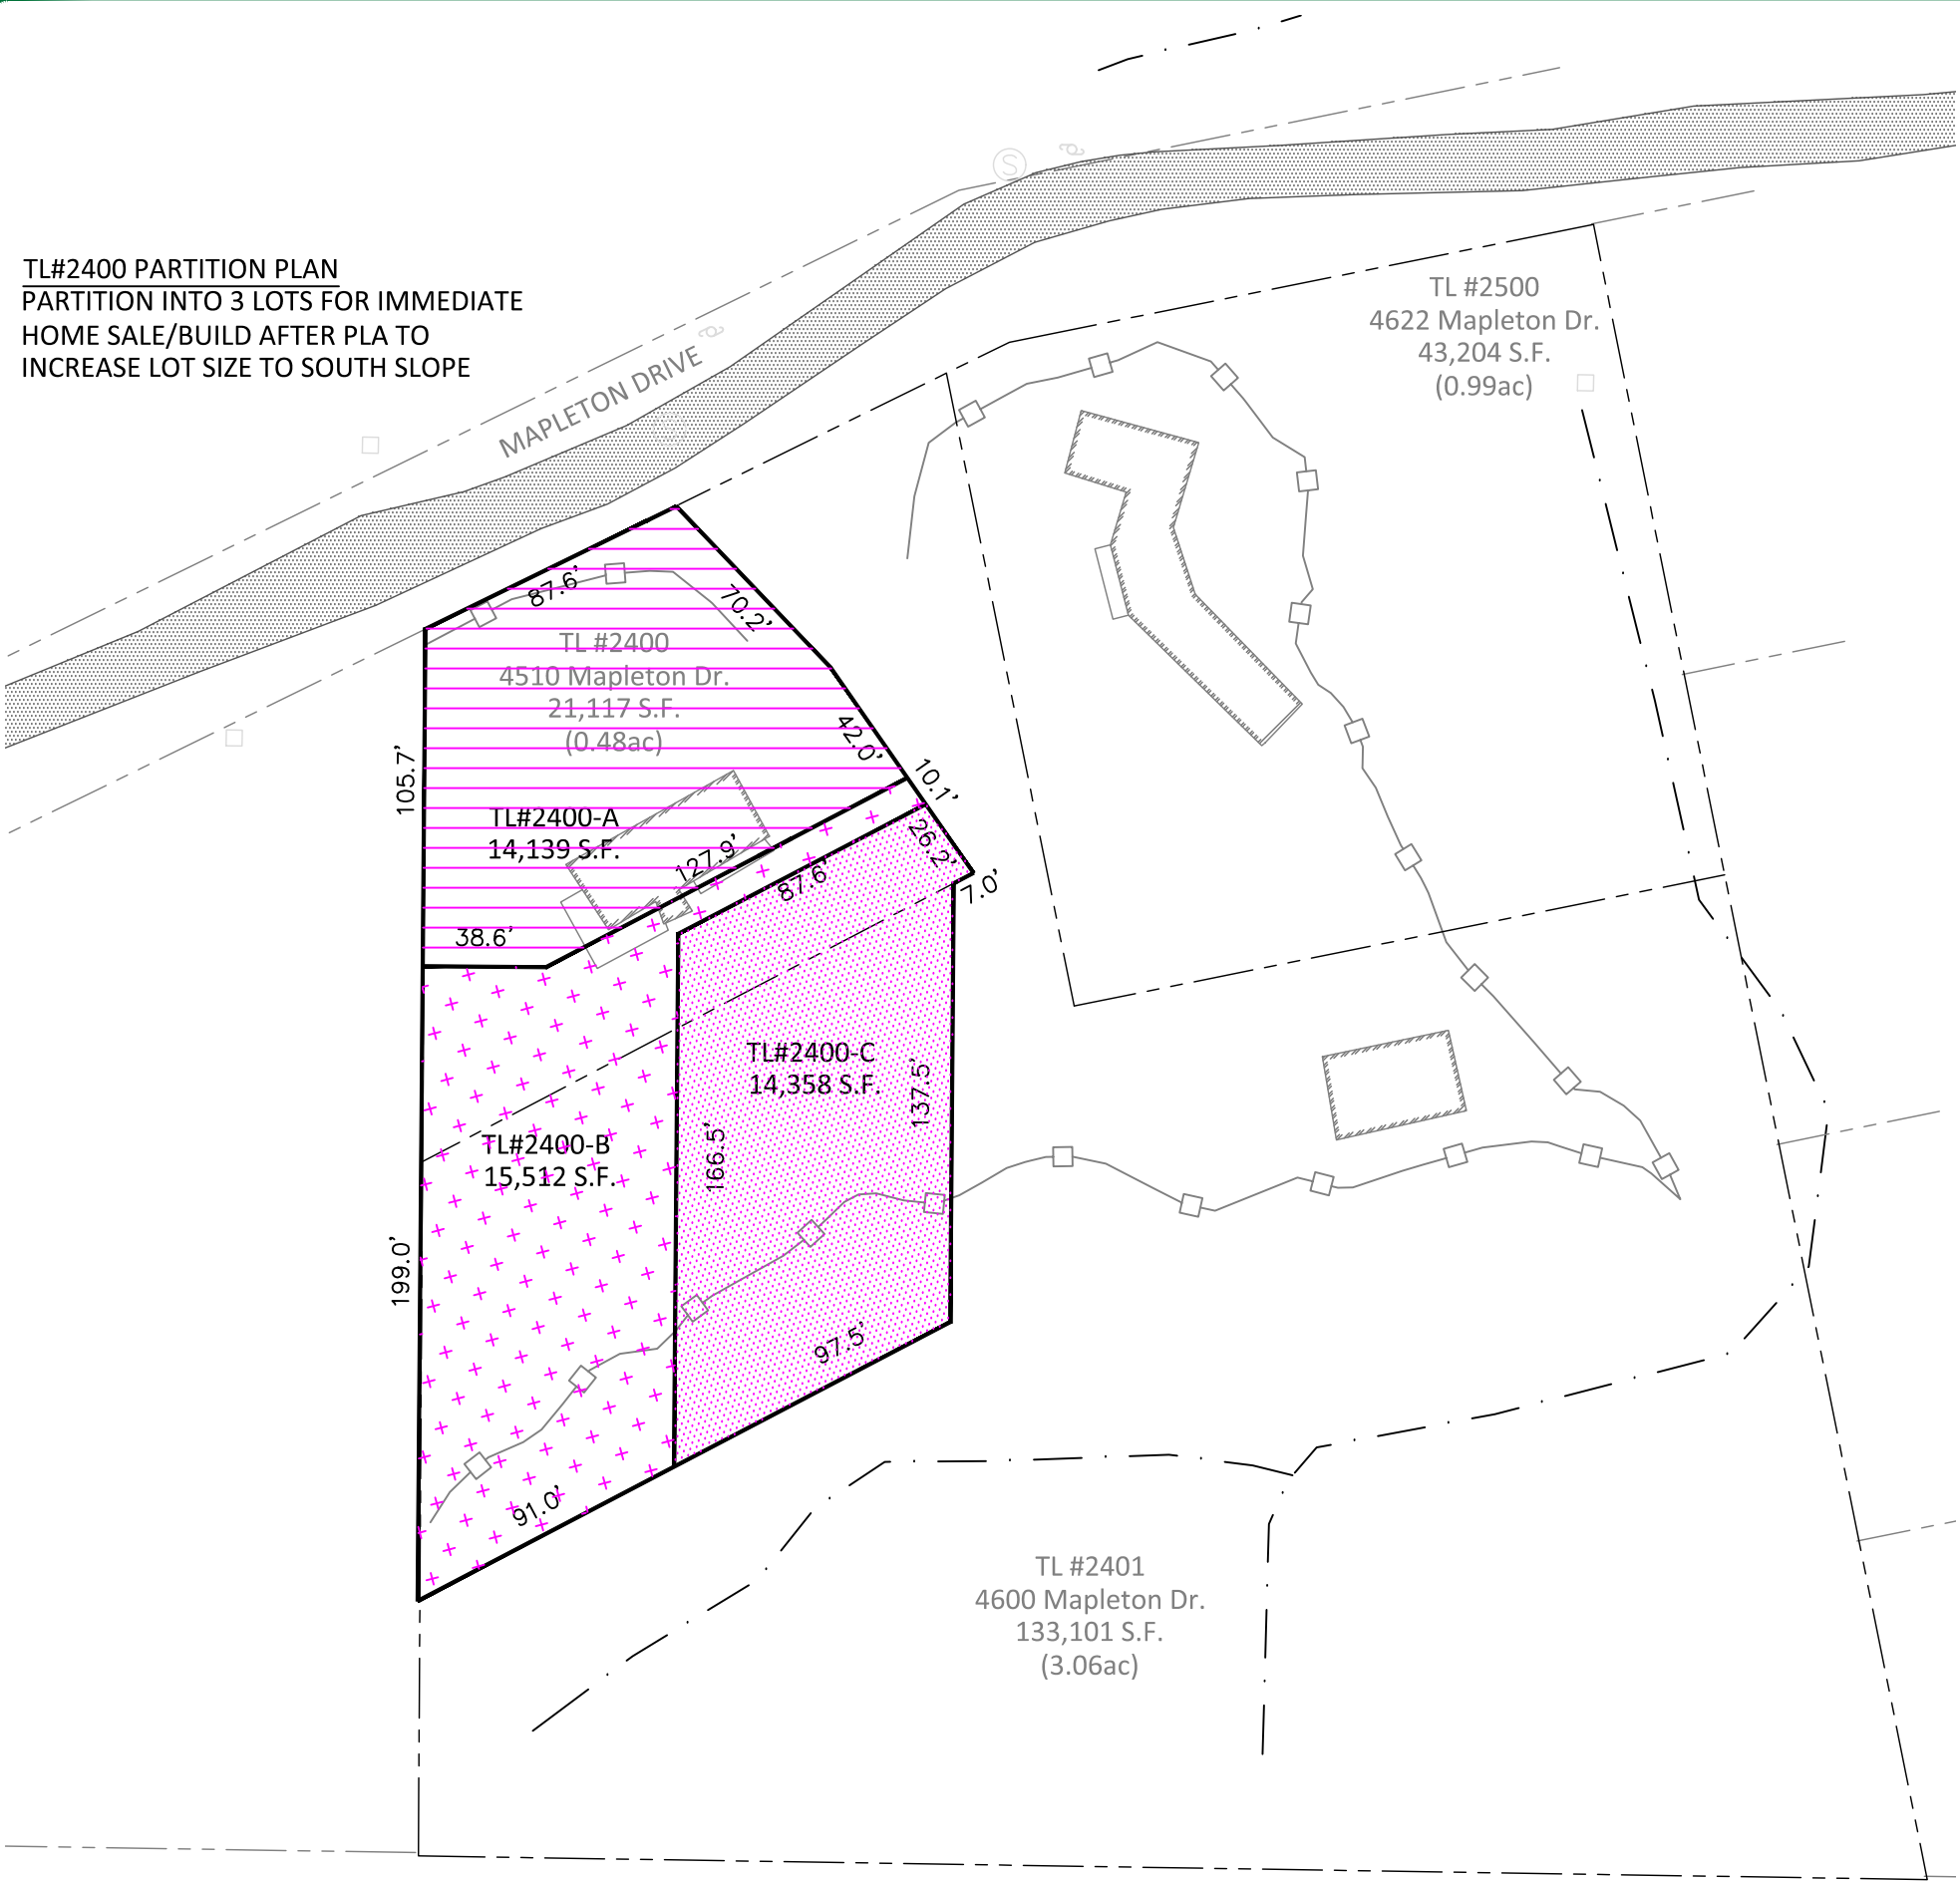 TL#2400 PARTITION PLAN
PARTITION INTO 3 LOTS FOR IMMEDIATE
HOME SALE/BUILD AFTER PLA TO
INCREASE LOT SIZE TO SOUTH SLOPE
S
MAPLETON DRIVE
TL #2500
4622 Mapleton Dr.
43,204 S.F.
(0.99ac)
87.6'
70.2'
TL #2400
4510 Mapleton Dr.
21,117 S.F.
(0.48ac)
42.0'
10.1'
105.7'
TL#2400-A
14,139 S.F.
127.9'
26.2'
87.6'
7.0'
38.6'
TL#2400-C
14,358 S.F.
137.5'
TL#2400-B
15,512 S.F.
166.5'
199.0'
97.5'
91.0'
TL #2401
4600 Mapleton Dr.
133,101 S.F.
(3.06ac)